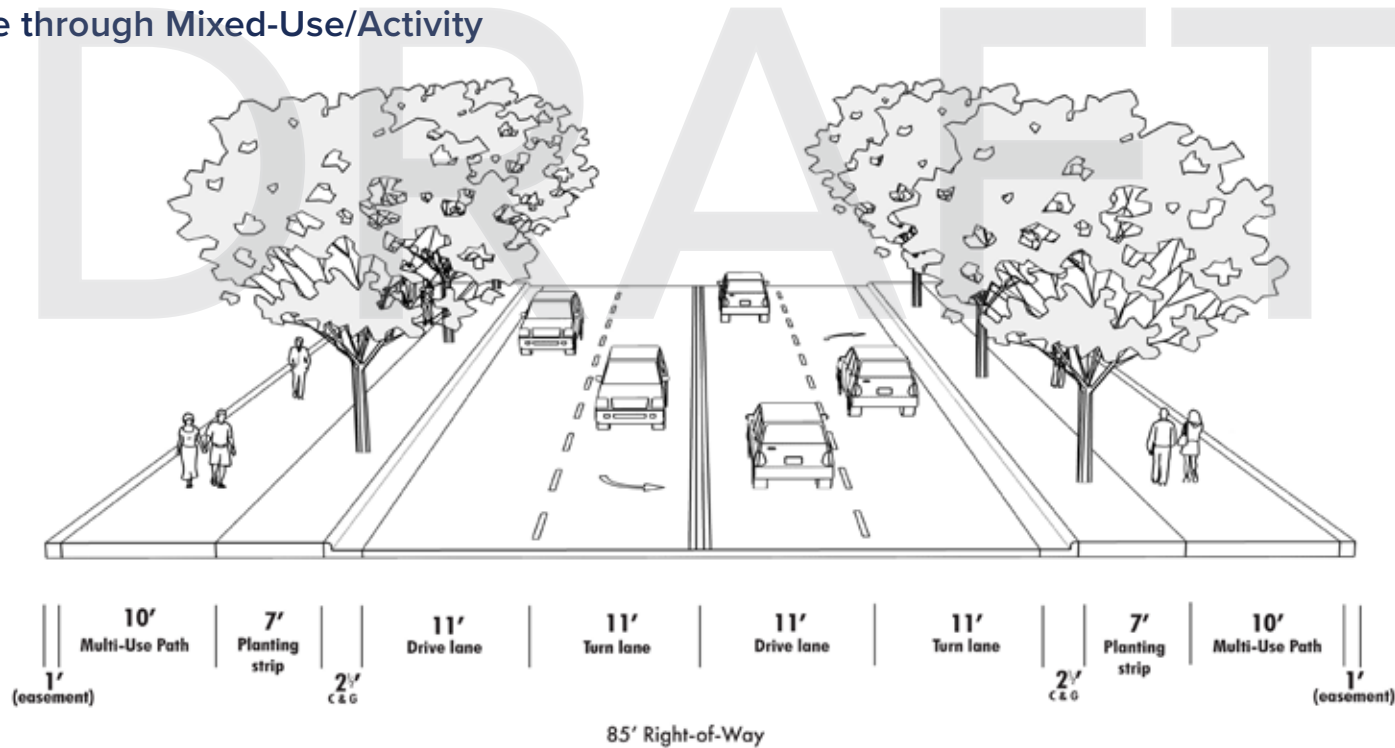 DRAFT
e through Mixed-Use/Activity
10’
Multi-Use Path
7’
Planting
strip
11’
Drive lane
11’
Turn lane
11’
Drive lane
11’
Turn lane
7’
Planting
strip
10’
Multi-Use Path
1’
(easement)
2½’
C & G
2½’
C & G
1’
(easement)
85’ Right-of-Way